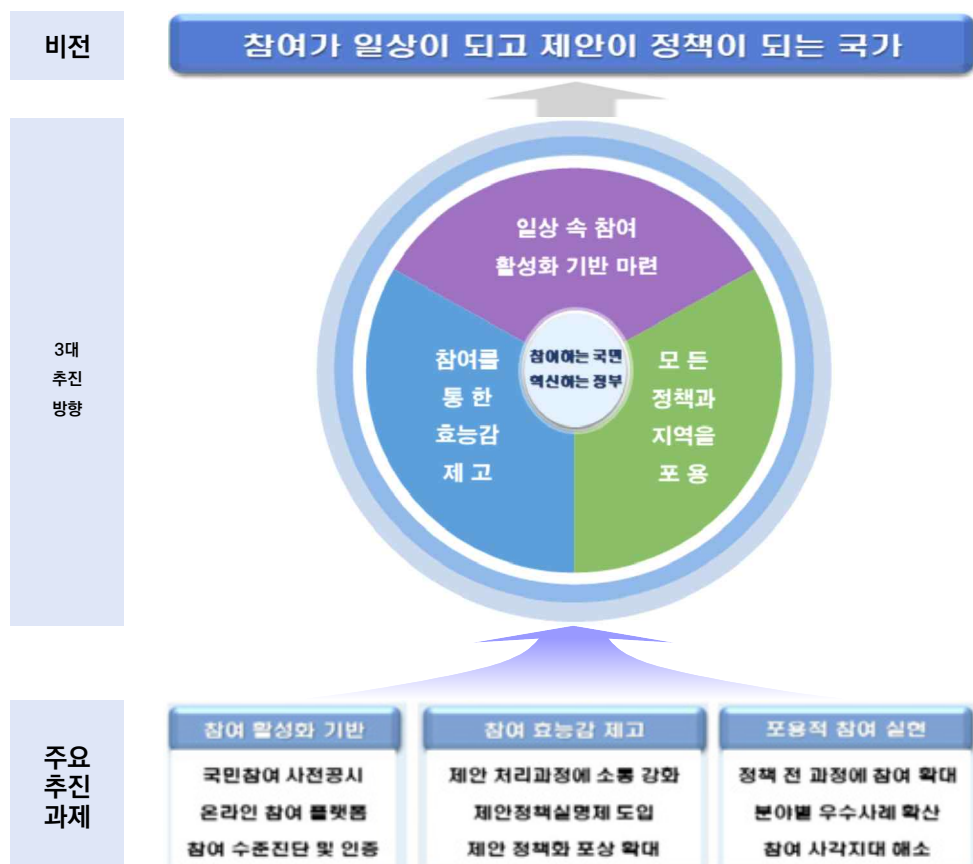 비전
참여가 일상이 되고 제안이 정책이 되는 국가
3대
추진
방향
일상 속 참여
활성화 기반 마련
참여를
통 한
효능감
제 고
참여하는 국민
혁신하는 정부
모 든
정책과
지역을
포 용
주요
추진
과제
참여 활성화 기반
국민참여 사전공시
온라인 참여 플랫폼
참여 수준진단 및 인증
참여 효능감 제고
제안 처리과정에 소통 강화
제안정책실명제 도입
제안 정책화 포상 확대
포용적 참여 실현
정책 전 과정에 참여 확대
분야별 우수사례 확산
참여 사각지대 해소